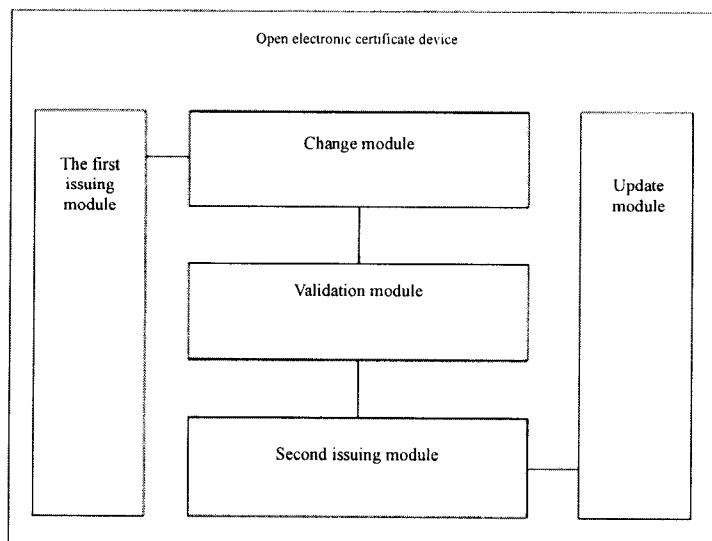 Open electronic certificate device
The first
issuing
module
Change module
Update
module
Validation module
Second issuing module